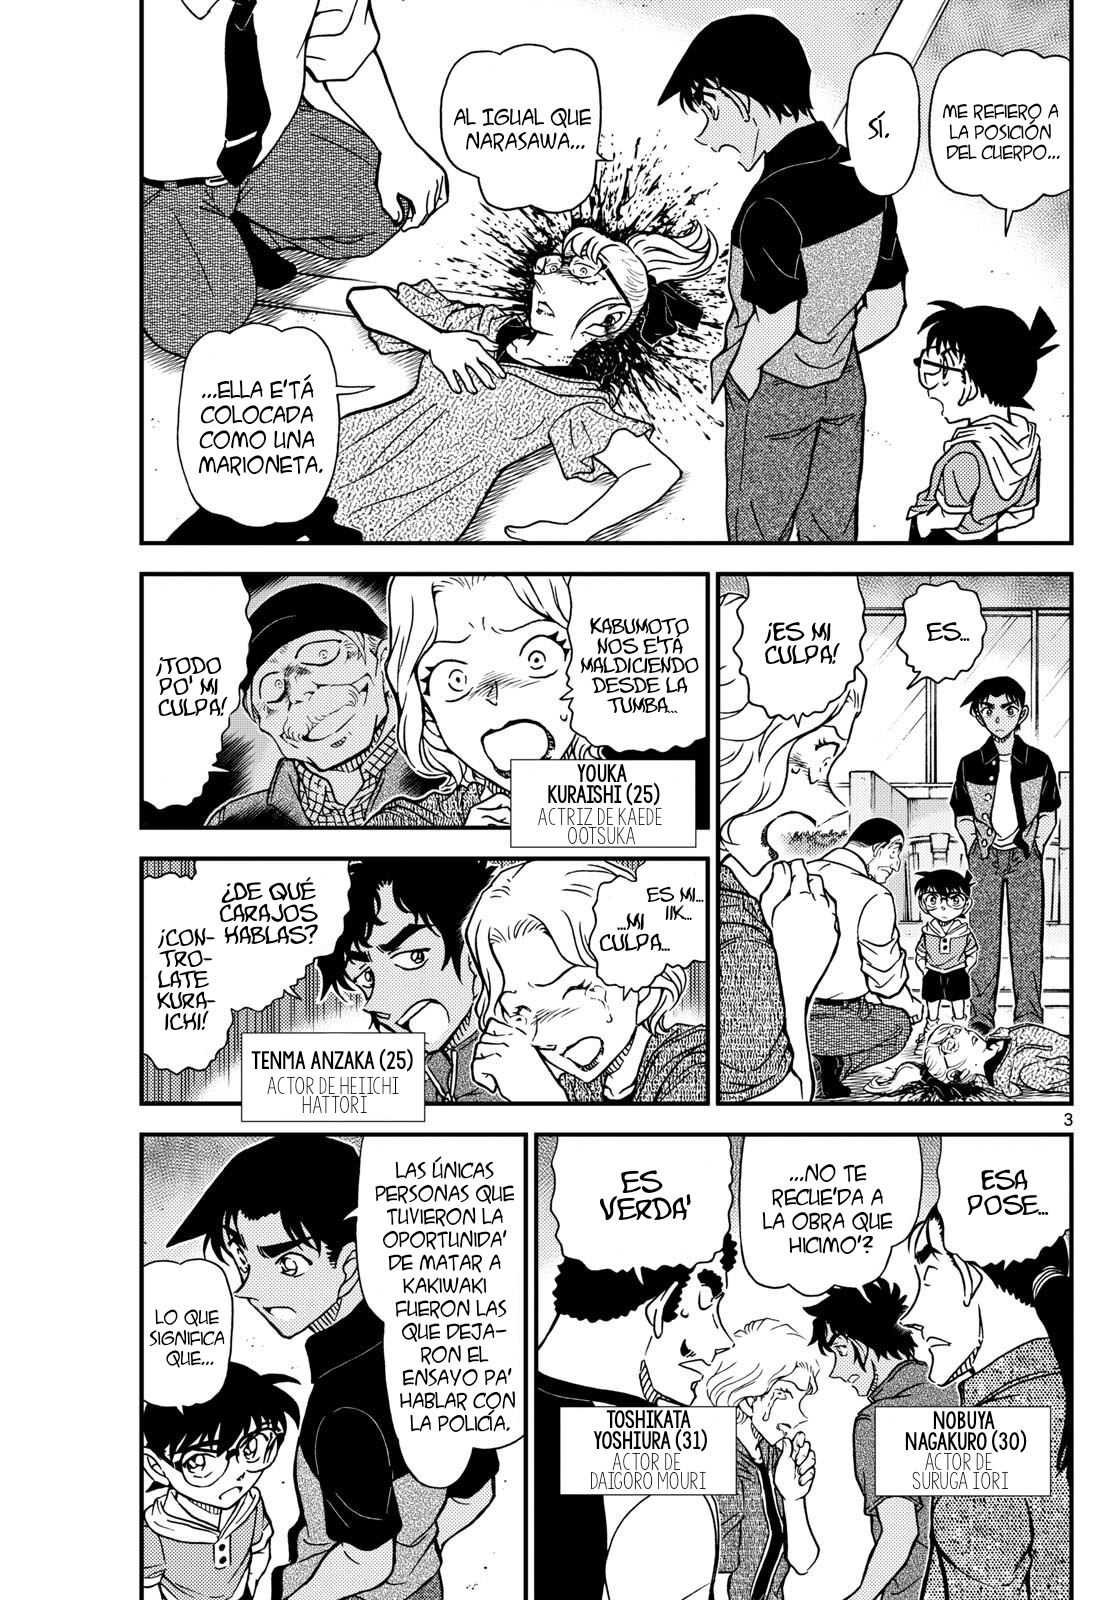 ME REFIERO A
LA POSICIÓN
DEL CUERPO...
SÍ.
AL IGUAL QUE
NARASAWA...
...ELLA E'TÁ
COLOCADA
COMO UNA
MARIONETA.
ES...
¡ES MI
CULPA!
KABUMOTO
NOS E'TÁ
MALDICIENDO
DESDE LA
TUMBA...
¡TODO
PO' MI
CULPA!
YOUKA
KURAISHI (25)
ACTRIZ DE KAEDE
OOTSUKA
ES MI...
IIK...
...MI
CULPA...
¿DE QUÉ
CARAJOS
HABLAS?
¡CON-
TRO-
LATE
KURA-
ICHI!
TENMA ANZAKA (25)
ACTOR DE HEIICHI
HATTORI
3
ESA
POSE...
...NO TE
RECUE'DA A
LA OBRA QUE
HICIMO'?
ES
VERDA'
NOBUYA
NAGAKURO (30)
ACTOR DE
SURUGA IORI
TOSHIKATA
YOSHIURA (31)
ACTOR DE
DAIGORO MOURI
LAS ÚNICAS
PERSONAS QUE
TUVIERON LA
OPORTUNIDA'
DE MATAR A
KAKIWAKI
FUERON LAS
QUE DEJA-
RON EL
ENSAYO PA'
HABLAR CON
LA POLICÍA.
LO QUE
SIGNIFICA
QUE...